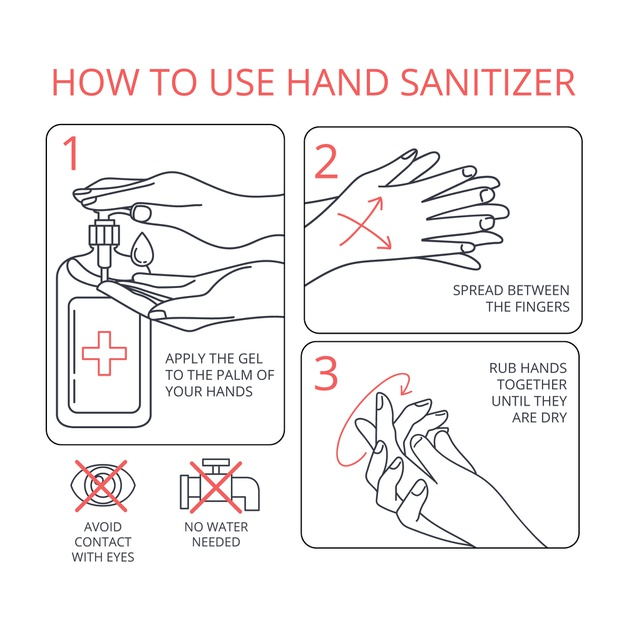 HOW TO USE HAND SANITIZER
1
APPLY THE GEL
TO THE PALM OF
YOUR HANDS
2
SPREAD BETWEEN
THE FINGERS
3
RUB HANDS
TOGETHER
UNTIL THEY
ARE DRY
AVOID
CONTACT
WITH EYES
NO WATER
NEEDED